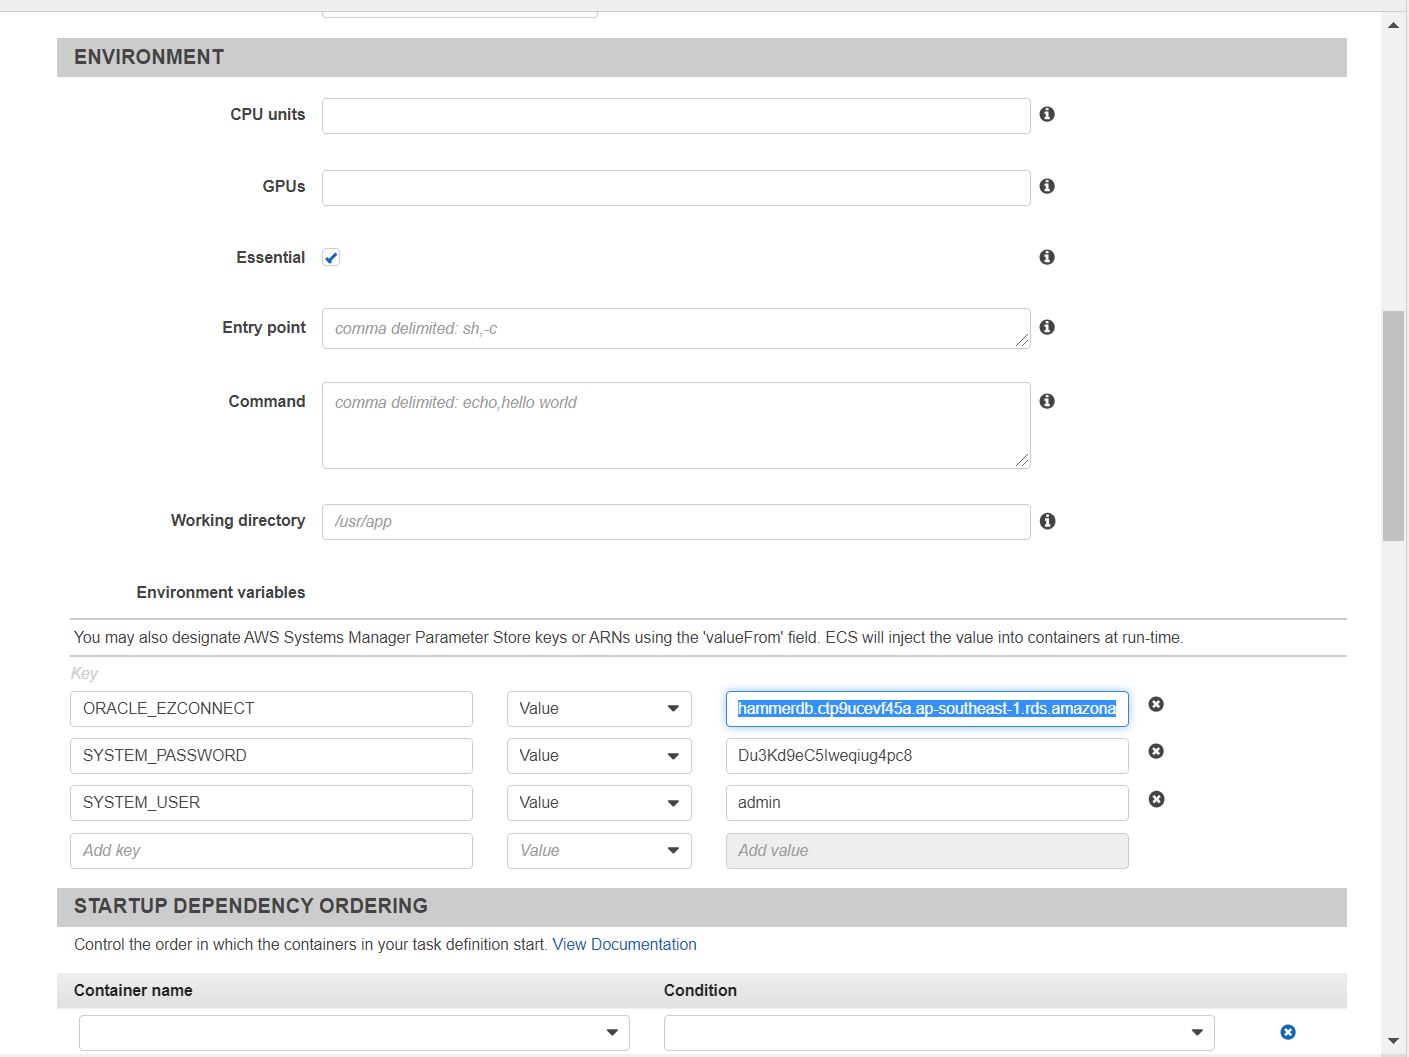 ENVIRONMENT
CPU units
GPUs
Essential
Entry point
comma delimited: sh,-c
Command
comma delimited: echo,hello world
Working directory
/usr/app
Environment variables
You may also designate AWS Systems Manager Parameter Store keys or ARNs using the 'valueFrom' field. ECS will inject the value into containers at run-time.
Key
ORACLE_EZCONNECT Value hammerdb.ctp9ucevf45a.ap-southeast-1.rds.amazona
SYSTEM_PASSWORD Value Du3Kd9eC5lweqiug4pc8
SYSTEM_USER Value admin
Add key Value Add value
STARTUP DEPENDENCY ORDERING
Control the order in which the containers in your task definition start. View Documentation
Container name Condition